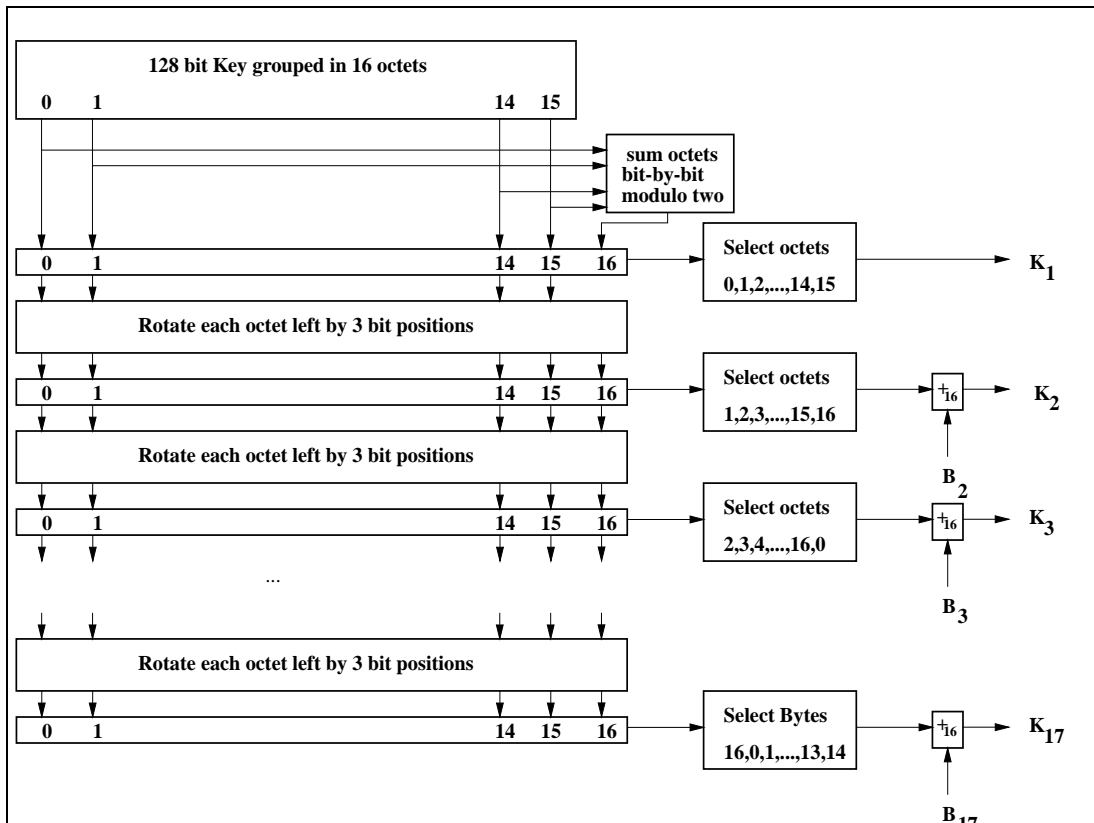 128 bit Key grouped in 16 octets
0 1 14 15
sum octets
bit-by-bit
modulo two
0 1 14 15 16
Select octets
0,1,2,...,14,15
K1
Rotate each octet left by 3 bit positions
0 1 14 15 16
Select octets
1,2,3,...,15,16
+16
K2
B2
Rotate each octet left by 3 bit positions
0 1 14 15 16
Select octets
2,3,4,...,16,0
+16
K3
B3
...
Rotate each octet left by 3 bit positions
0 1 14 15 16
Select Bytes
16,0,1,...,13,14
+16
K17
B17